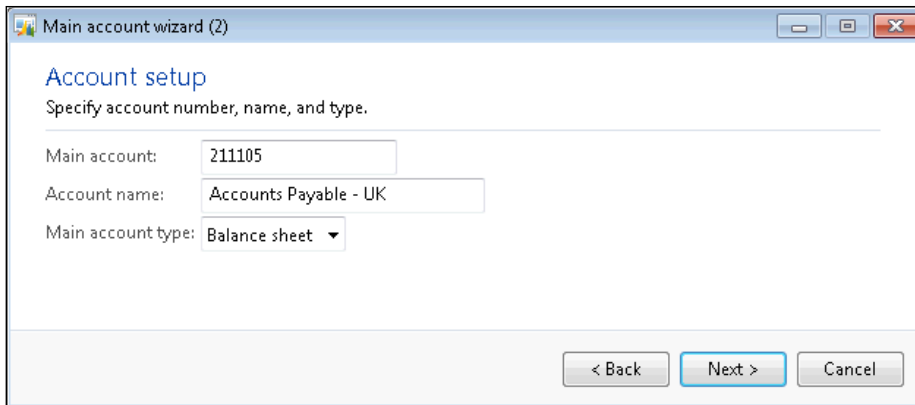 Main account wizard (2)
Account setup
Specify account number, name, and type.
Main account: 211105
Account name: Accounts Payable - UK
Main account type: Balance sheet
< Back Next > Cancel